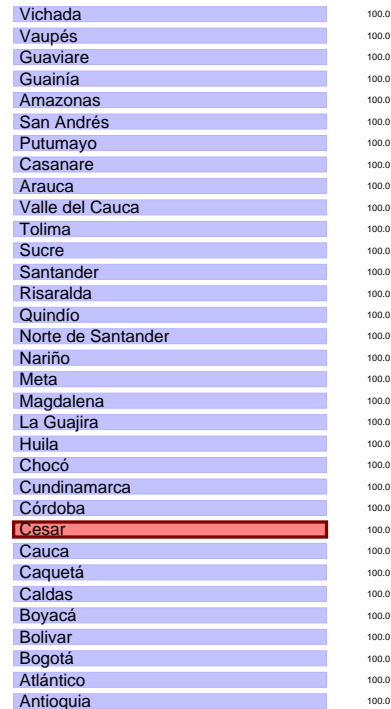 Vichada 100.0
Vaupés 100.0
Guaviare 100.0
Guainía 100.0
Amazonas 100.0
San Andrés 100.0
Putumayo 100.0
Casanare 100.0
Arauca 100.0
Valle del Cauca 100.0
Tolima 100.0
Sucre 100.0
Santander 100.0
Risaralda 100.0
Quindío 100.0
Norte de Santander 100.0
Nariño 100.0
Meta 100.0
Magdalena 100.0
La Guajira 100.0
Huila 100.0
Chocó 100.0
Cundinamarca 100.0
Córdoba 100.0
Cesar 100.0
Cauca 100.0
Caquetá 100.0
Caldas 100.0
Boyacá 100.0
Bolivar 100.0
Bogotá 100.0
Atlántico 100.0
Antioquia 100.0